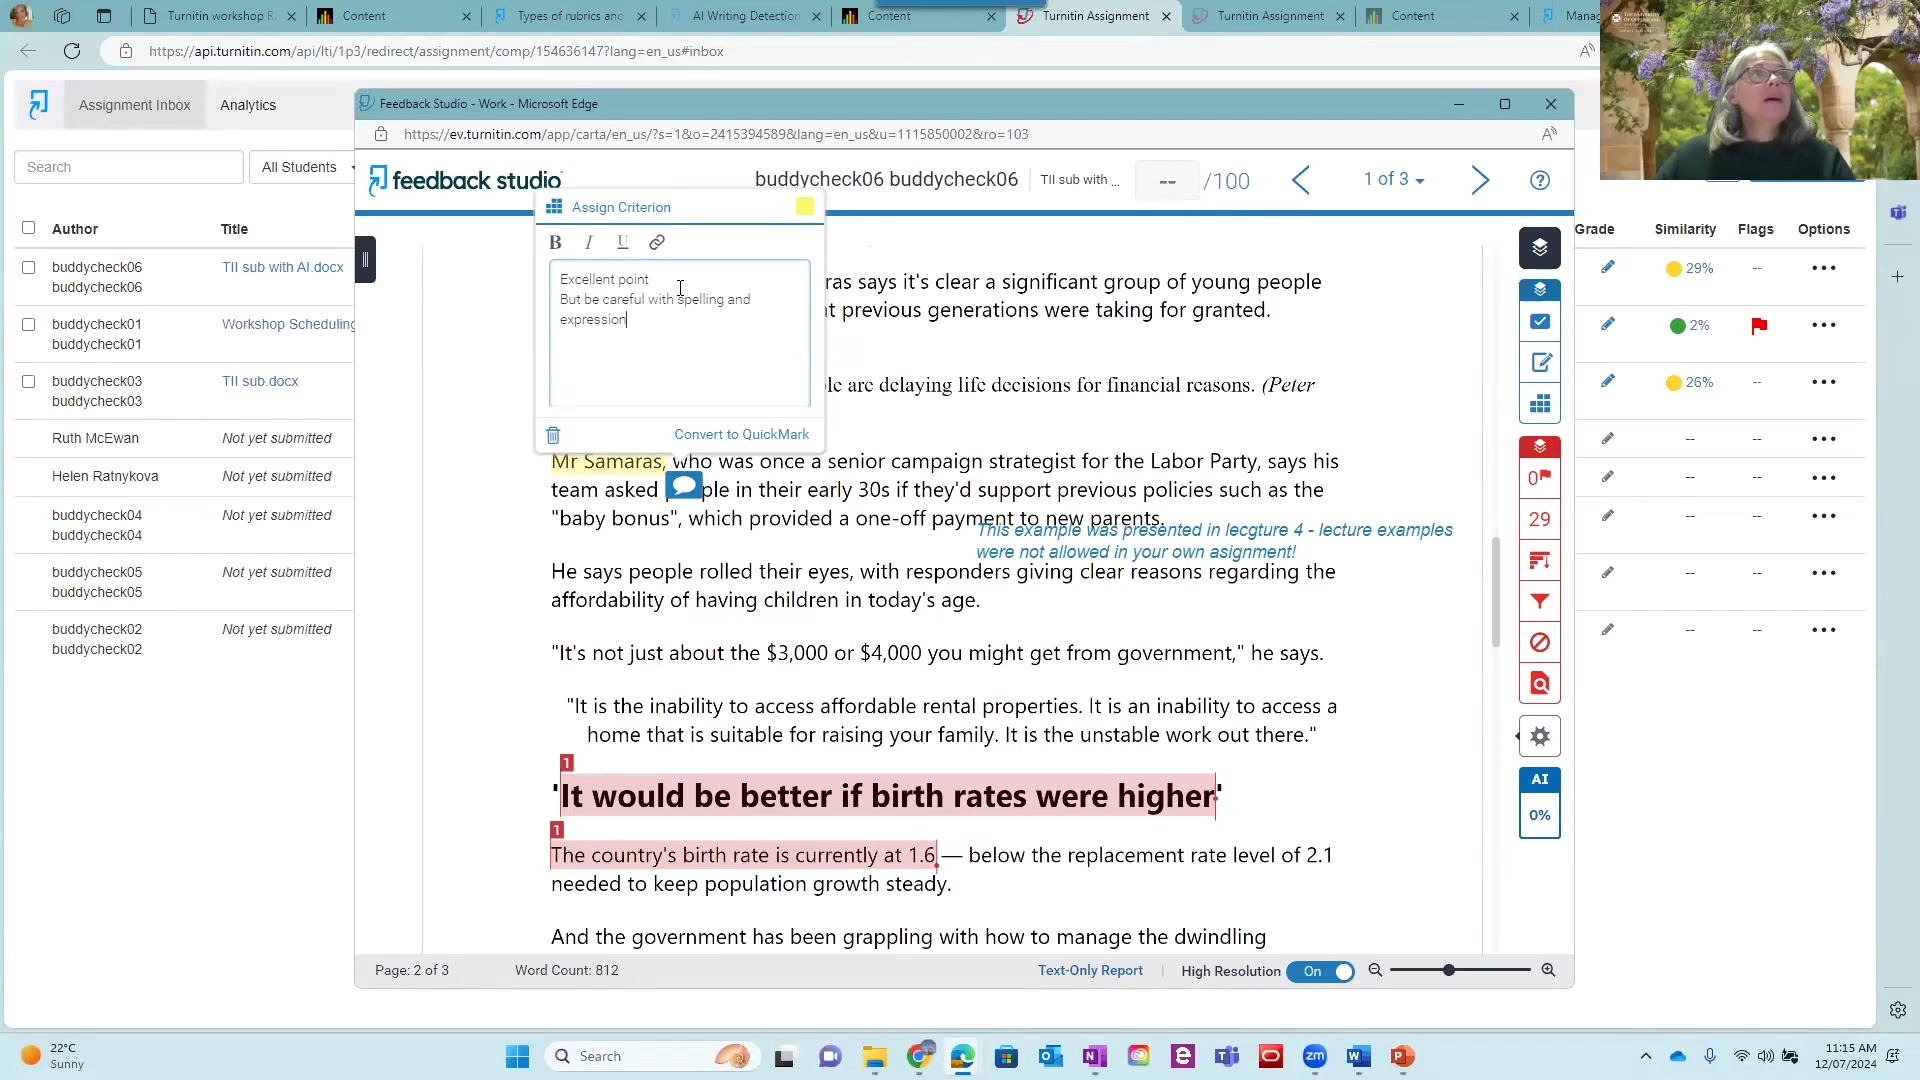 Turnitin workshop R
Content
Types of rubrics and
AI Writing Detection
Content
Turnitin Assignment
Turnitin Assignment
Content
https://api.turnitin.com/api/lti/1p3/redirect/assignment/comp/154636147?lang=en_us#inbox
Assignment Inbox
Analytics
Search
All Students
Author
Title
Grade
Similarity
Flags
Options
buddycheck06
buddycheck06
TII sub with AI.docx
29%
--
buddycheck01
buddycheck01
Workshop Scheduling
2%
buddycheck03
buddycheck03
TII sub.docx
26%
--
Ruth McEwan
Not yet submitted
--
--
Helen Ratnykova
Not yet submitted
--
--
buddycheck04
buddycheck04
Not yet submitted
--
--
buddycheck05
buddycheck05
Not yet submitted
--
--
buddycheck02
buddycheck02
Not yet submitted
--
--
Feedback Studio - Work - Microsoft Edge
https://ev.turnitin.com/app/carta/en_us/?s=1&o=2415394589&lang=en_us&u=1115850002&ro=103
feedback studio
buddycheck06 buddycheck06
TII sub with ...
--
/100
1 of 3
Assign Criterion
B I U
Excellent point
But be careful with spelling and
expression
Convert to QuickMark
ras says it's clear a significant group of young people
t previous generations were taking for granted.
le are delaying life decisions for financial reasons. (Peter
Mr Samaras, who was once a senior campaign strategist for the Labor Party, says his
team asked people in their early 30s if they'd support previous policies such as the
"baby bonus", which provided a one-off payment to new parents.
This example was presented in lecgture 4 - lecture examples
were not allowed in your own asignment!
He says people rolled their eyes, with responders giving clear reasons regarding the
affordability of having children in today's age.
"It's not just about the $3,000 or $4,000 you might get from government," he says.
"It is the inability to access affordable rental properties. It is an inability to access a
home that is suitable for raising your family. It is the unstable work out there."
1
'It would be better if birth rates were higher'
1
The country's birth rate is currently at 1.6 — below the replacement rate level of 2.1
needed to keep population growth steady.
And the government has been grappling with how to manage the dwindling
0
29
AI
0%
Page: 2 of 3
Word Count: 812
Text-Only Report
High Resolution
On
22°C
Sunny
Search
zm
11:15 AM
12/07/2024